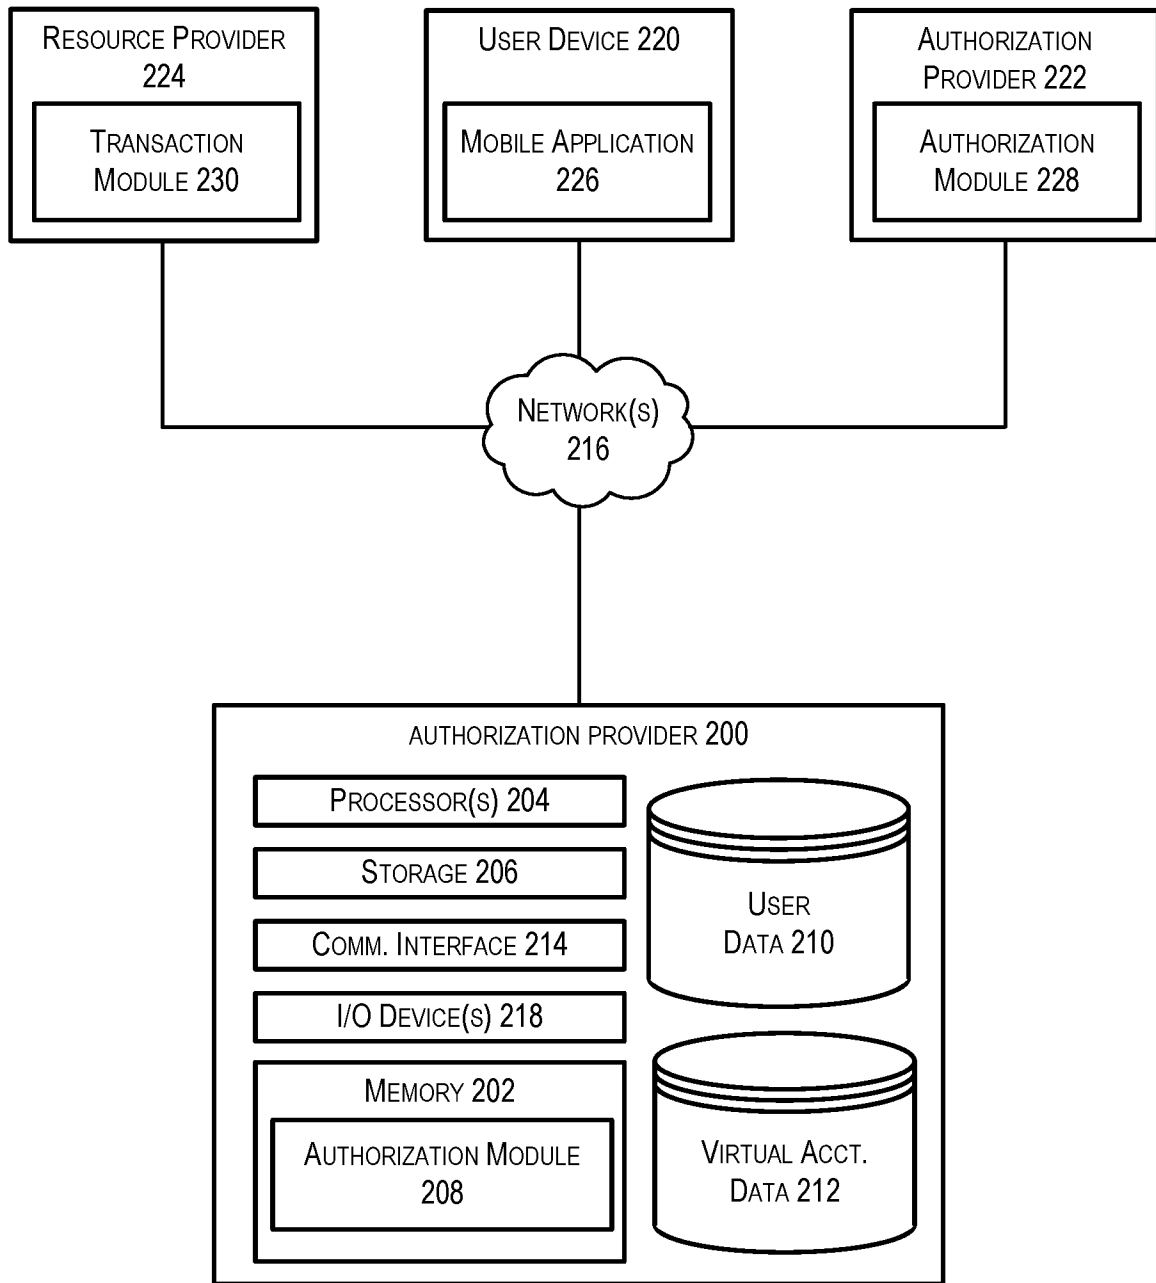 RESOURCE PROVIDER
224
TRANSACTION
MODULE 230
USER DEVICE 220
MOBILE APPLICATION
226
AUTHORIZATION
PROVIDER 222
AUTHORIZATION
MODULE 228
NETWORK(S)
216
AUTHORIZATION PROVIDER 200
PROCESSOR(S) 204
STORAGE 206
COMM. INTERFACE 214
I/O DEVICE(S) 218
MEMORY 202
AUTHORIZATION MODULE
208
USER
DATA 210
VIRTUAL ACCT.
DATA 212